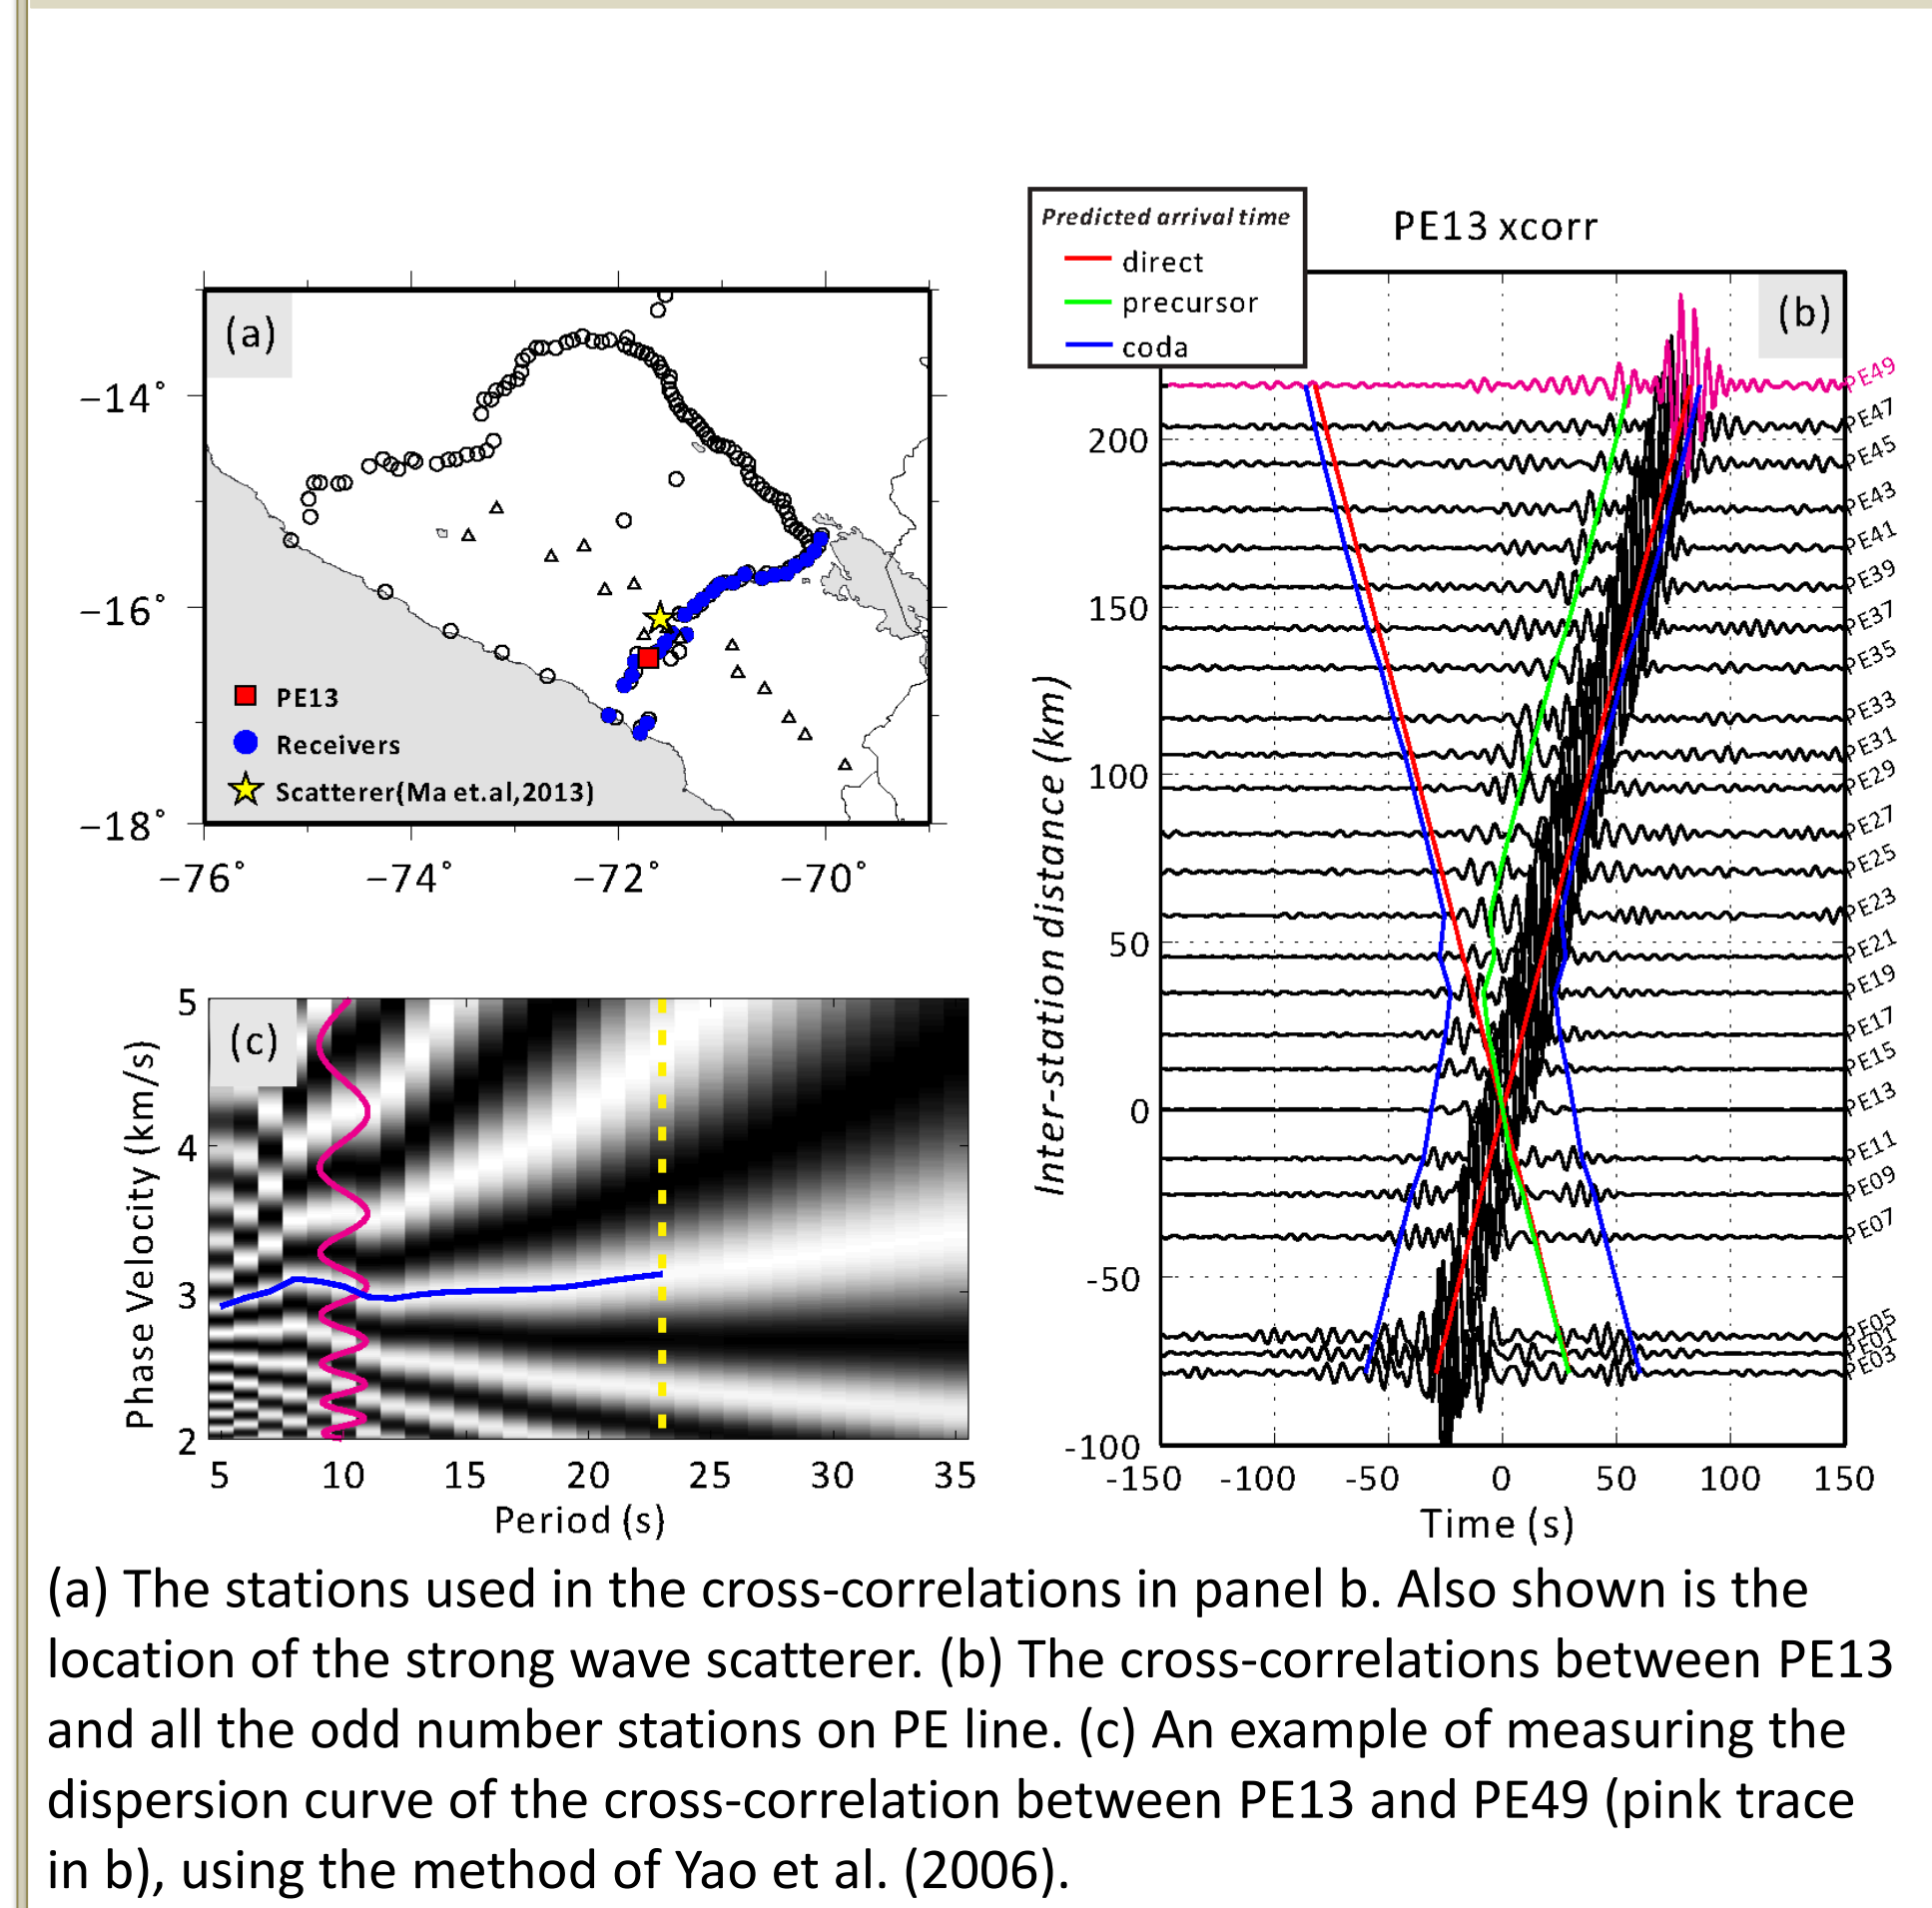 Predicted arrival time
direct
precursor
coda
PE13 xcorr
(a)
−14°
−16°
−18°
−76°
−74°
−72°
−70°
PE13
Receivers
Scatterer(Ma et.al,2013)
(b)
Inter-station distance (km)
200
150
100
50
0
-50
-100
-150
-100
-50
0
50
100
150
Time (s)
PE49
PE47
PE45
PE43
PE41
PE39
PE37
PE35
PE33
PE31
PE29
PE27
PE25
PE23
PE21
PE19
PE17
PE15
PE13
PE11
PE09
PE07
PE05
PE01
PE03
(c)
Phase Velocity (km/s)
5
4
3
2
5
10
15
20
25
30
35
Period (s)
(a) The stations used in the cross-correlations in panel b. Also shown is the
location of the strong wave scatterer. (b) The cross-correlations between PE13
and all the odd number stations on PE line. (c) An example of measuring the
dispersion curve of the cross-correlation between PE13 and PE49 (pink trace
in b), using the method of Yao et al. (2006).